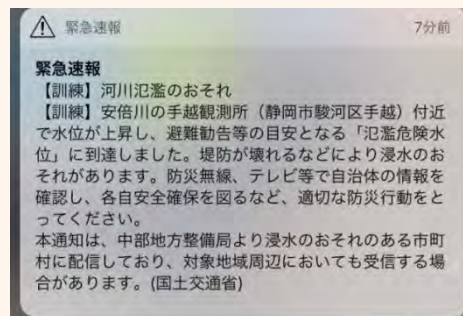 緊急速報
7分前
緊急速報
【訓練】河川氾濫のおそれ
【訓練】安倍川の手越観測所（静岡市駿河区手越）付近
で水位が上昇し、避難勧告等の目安となる「氾濫危険水
位」に到達しました。堤防が壊れるなどにより浸水のお
それがあります。防災無線、テレビ等で自治体の情報を
確認し、各自安全確保を図るなど、適切な防災行動をと
ってください。
本通知は、中部地方整備局より浸水のおそれのある市町
村に配信しており、対象地域周辺においても受信する場
合があります。(国土交通省)